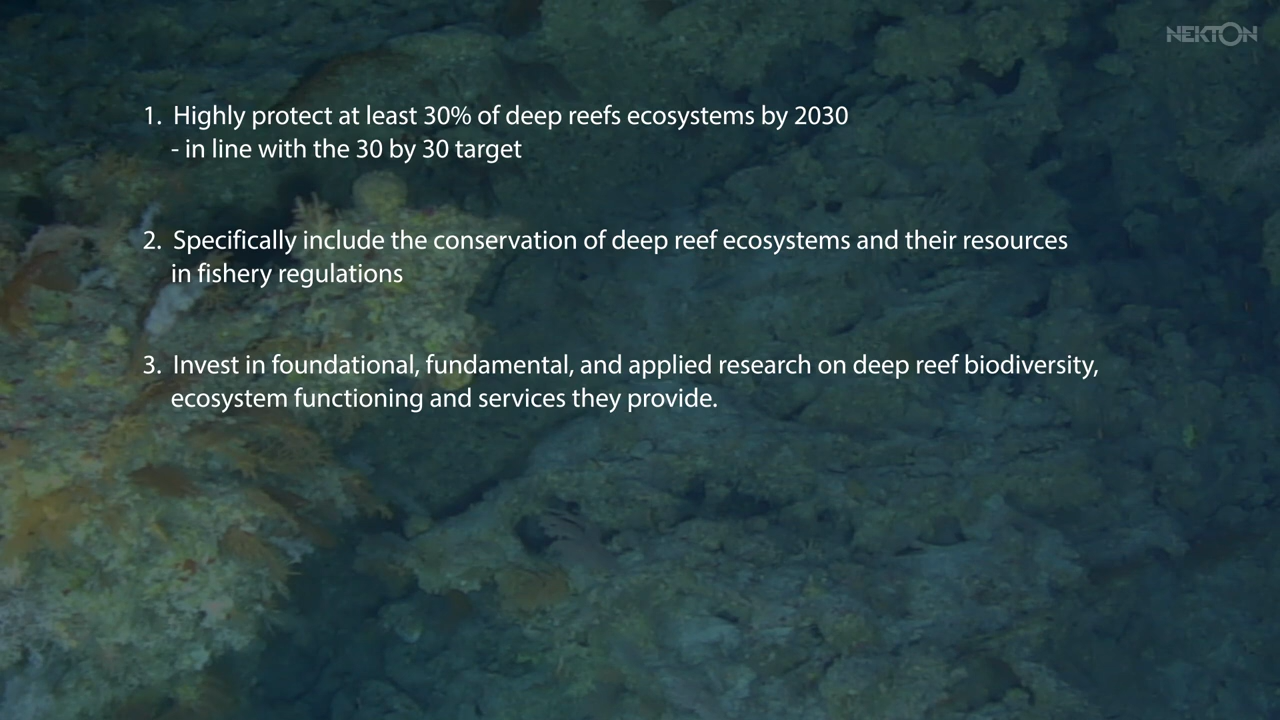 NEKTON
1. Highly protect at least 30% of deep reefs ecosystems by 2030
- in line with the 30 by 30 target
2. Specifically include the conservation of deep reef ecosystems and their resources
in fishery regulations
3. Invest in foundational, fundamental, and applied research on deep reef biodiversity,
ecosystem functioning and services they provide.